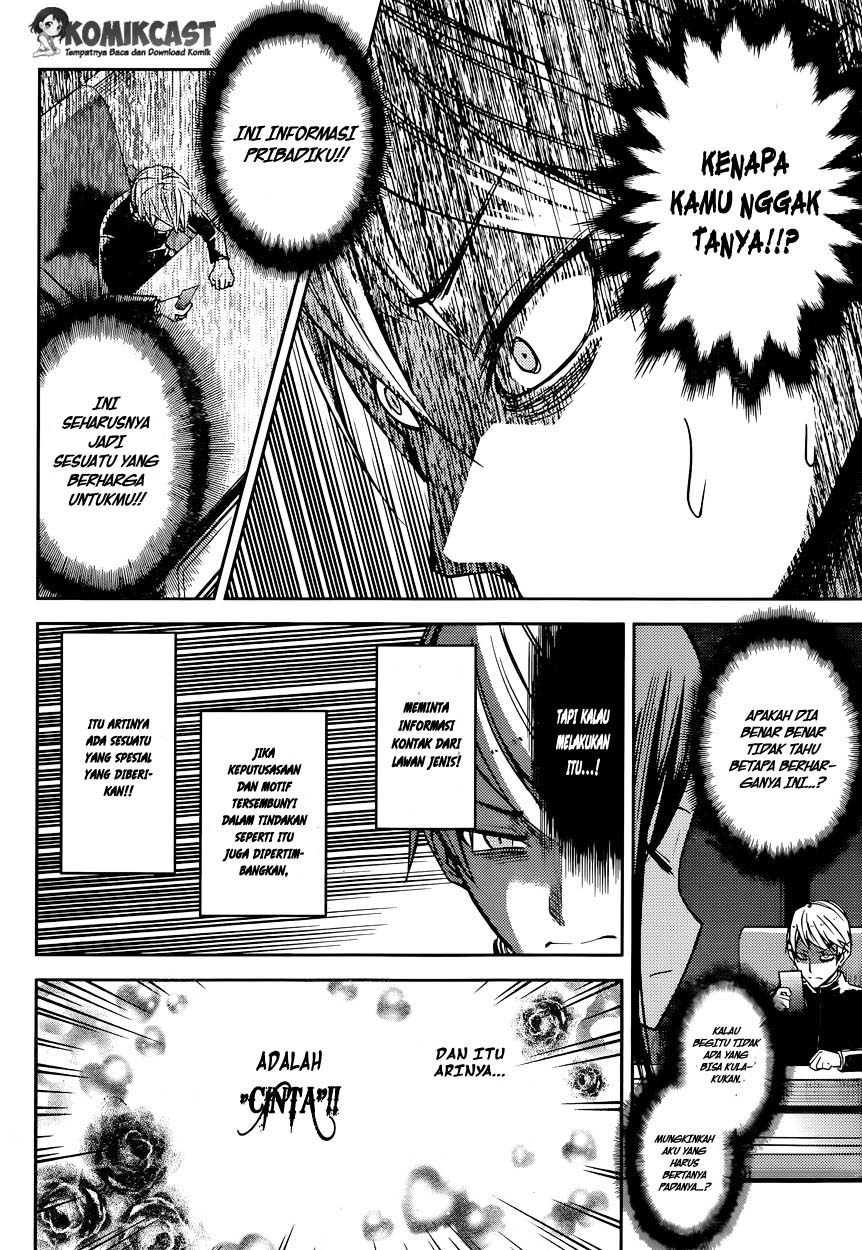 KOMIKCAST
Tempatnya Baca dan Download Komik
KENAPA
KAMU NGGAK
TANYA!!?
INI INFORMASI
PRIBADIKU!!
INI
SEHARUSNYA
JADI
SESUATU YANG
BERHARGA
UNTUKMU!!
APAKAH DIA
BENAR BENAR
TIDAK TAHU
BETAPA BERHAR-
GANYA INI...?
KALAU
BEGITU TIDAK
ADA YANG
BISA KULA-
KUKAN.
MUNGKINKAH
AKU YANG
HARUS
BERTANYA
PADANYA...?
TAPI KALAU
MELAKUKAN
ITU...!
MEMINTA
INFORMASI
KONTAK DARI
LAWAN JENIS!
JIKA
KEPUTUSASAAN
DAN MOTIF
TERSEMBUNYI
DALAM TINDAKAN
SEPERTI ITU
JUGA DIPERTIM-
BANGKAN,
ITU ARTINYA
ADA SESUATU
YANG SPESIAL
YANG DIBERI-
KAN!!
DAN ITU
ARINYA...
ADALAH
"CINTA"!!